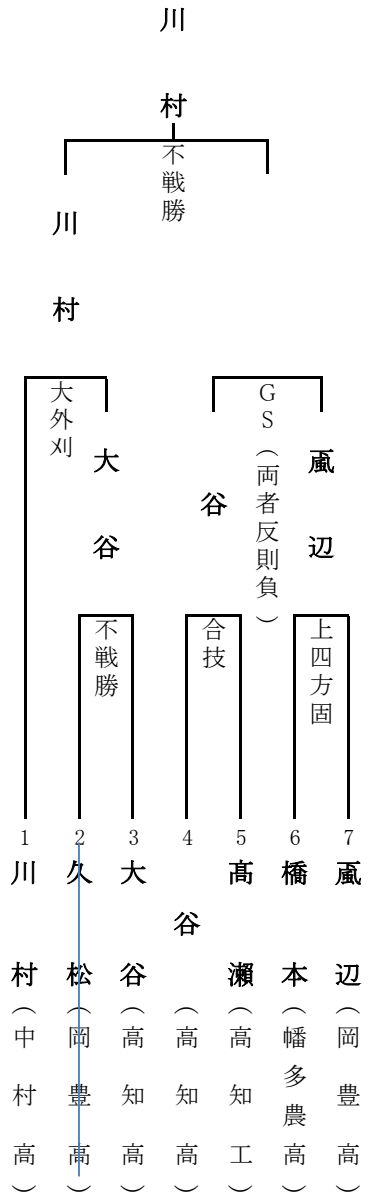 川村
不戦勝
川村
大外刈
GS（両者反則負）
大谷
谷
辺
不戦勝
合技
上四方固
1 川村（中村高）
2 久松（岡豊高）
3 大谷（高知高）
4 谷（高知高）
5 高瀬（高知工）
6 橋本（幡多農高）
7 辺（岡豊高）